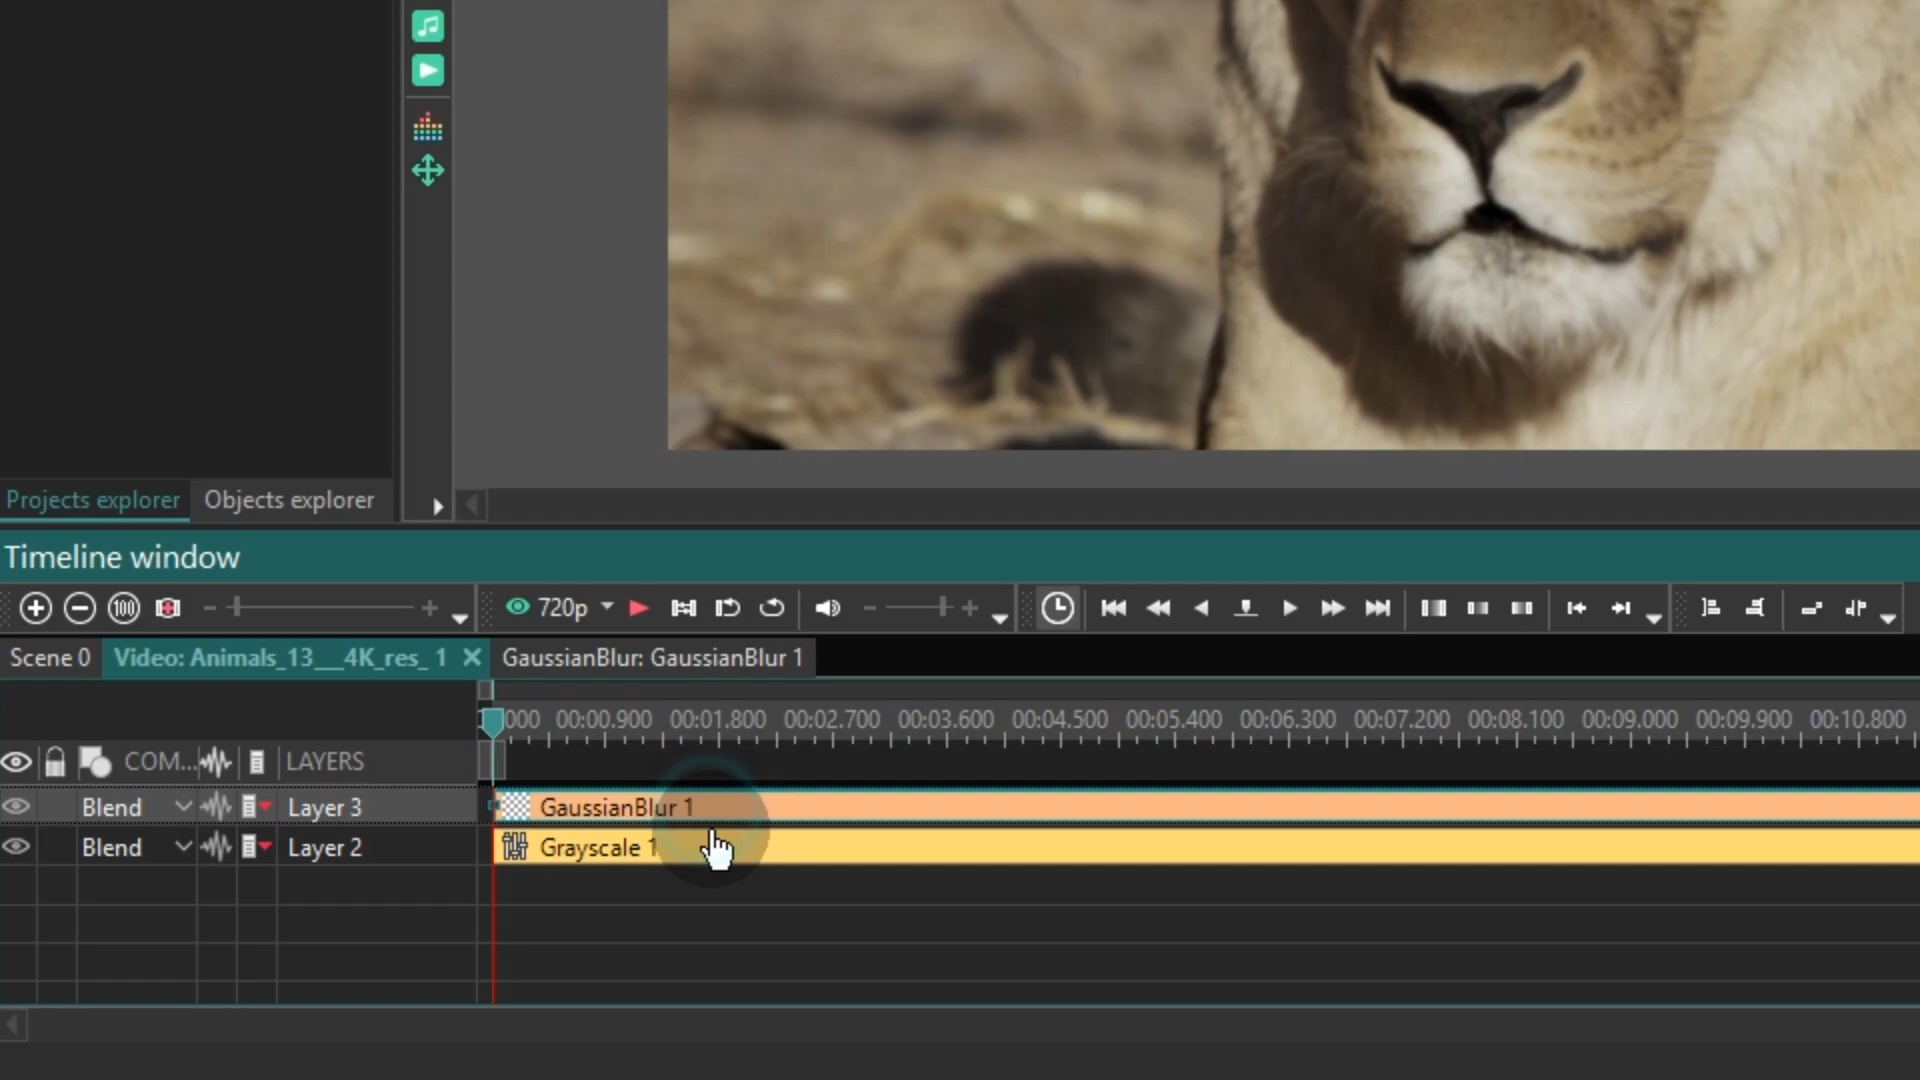 Projects explorer Objects explorer
Timeline window
100 720p
Scene 0 Video: Animals_13___4K_res_ 1 GaussianBlur: GaussianBlur 1
000 00:00.900 00:01.800 00:02.700 00:03.600 00:04.500 00:05.400 00:06.300 00:07.200 00:08.100 00:09.000 00:09.900 00:10.800
COM... LAYERS
Blend Layer 3 GaussianBlur 1
Blend Layer 2 Grayscale 1